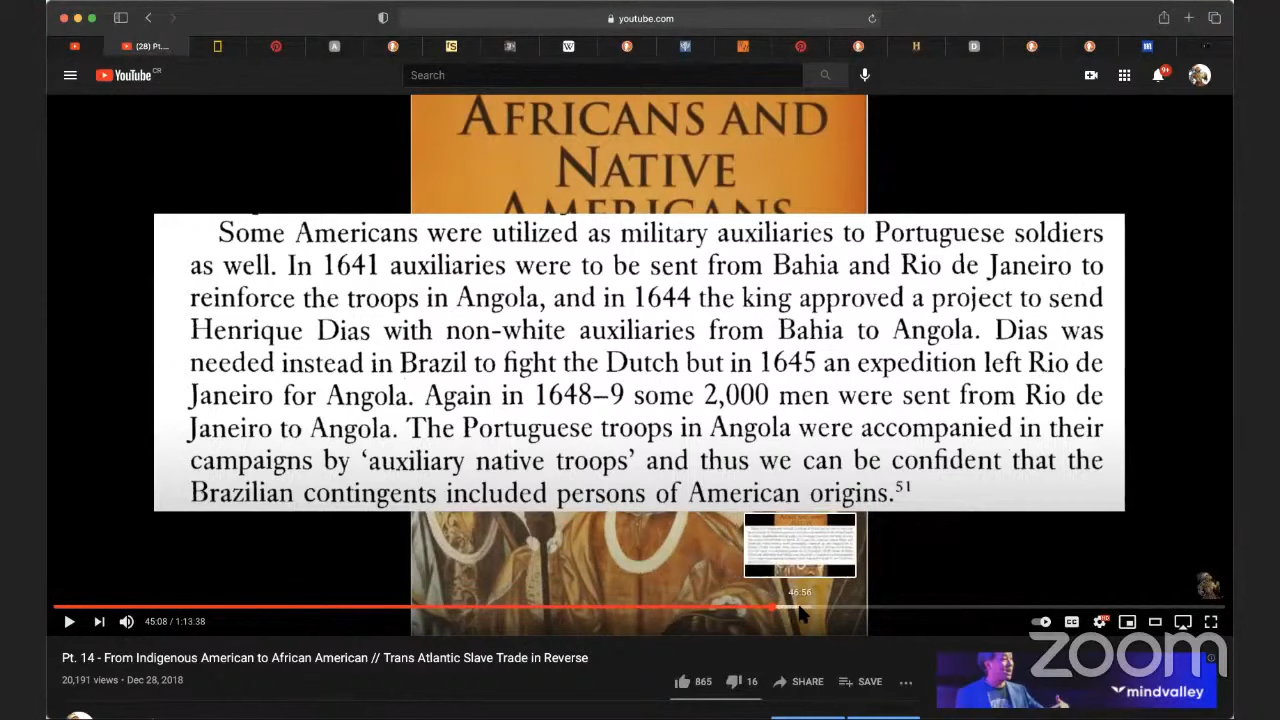 youtube.com
(28) Pt....
YouTube CR
Search
9+
AFRICANS AND
NATIVE
AMERICANS
Some Americans were utilized as military auxiliaries to Portuguese soldiers
as well. In 1641 auxiliaries were to be sent from Bahia and Rio de Janeiro to
reinforce the troops in Angola, and in 1644 the king approved a project to send
Henrique Dias with non-white auxiliaries from Bahia to Angola. Dias was
needed instead in Brazil to fight the Dutch but in 1645 an expedition left Rio de
Janeiro for Angola. Again in 1648–9 some 2,000 men were sent from Rio de
Janeiro to Angola. The Portuguese troops in Angola were accompanied in their
campaigns by ‘auxiliary native troops’ and thus we can be confident that the
Brazilian contingents included persons of American origins.51
46:56
45:08 / 1:13:38
CC
HD
zoom
Pt. 14 - From Indigenous American to African American // Trans Atlantic Slave Trade in Reverse
20,191 views • Dec 28, 2018
865
16
SHARE
SAVE
mindvalley